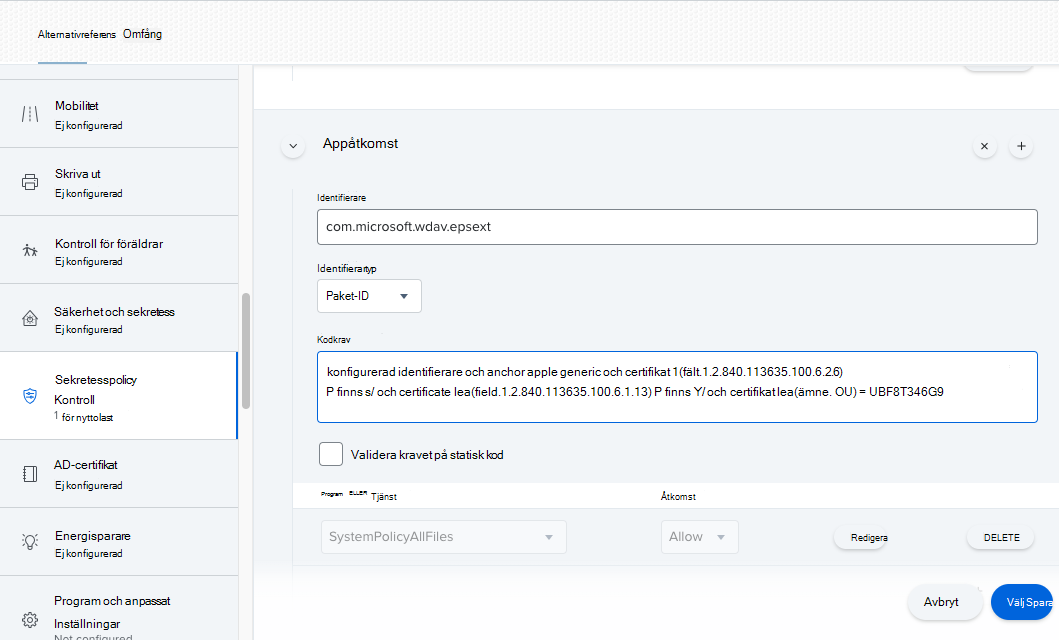 Alternativreferens Omfång
Mobilitet
Ej konfigurerad
Skriva ut
Ej konfigurerad
Kontroll för föräldrar
Ej konfigurerad
Säkerhet och sekretess
Ej konfigurerad
Sekretesspolicy
Kontroll
1 för nyttolast
AD-certifikat
Ej konfigurerad
Energisparare
Ej konfigurerad
Program och anpassat
Inställningar
Not configured
Appåtkomst
Identifierare
com.microsoft.wdav.epsext
Identifierartyp
Paket-ID
Kodkrav
konfigurerad identifierare och anchor apple generic och certifikat 1(fält.1.2.840.113635.100.6.2.6)
P finns s/ och certificate lea(field.1.2.840.113635.100.6.1.13) P finns Y/ och certifikat lea(ämne. OU) = UBF8T346G9
Validera kravet på statisk kod
Program ELLER Tjänst Åtkomst
SystemPolicyAllFiles Allow Redigera DELETE
Avbryt Välj Spara